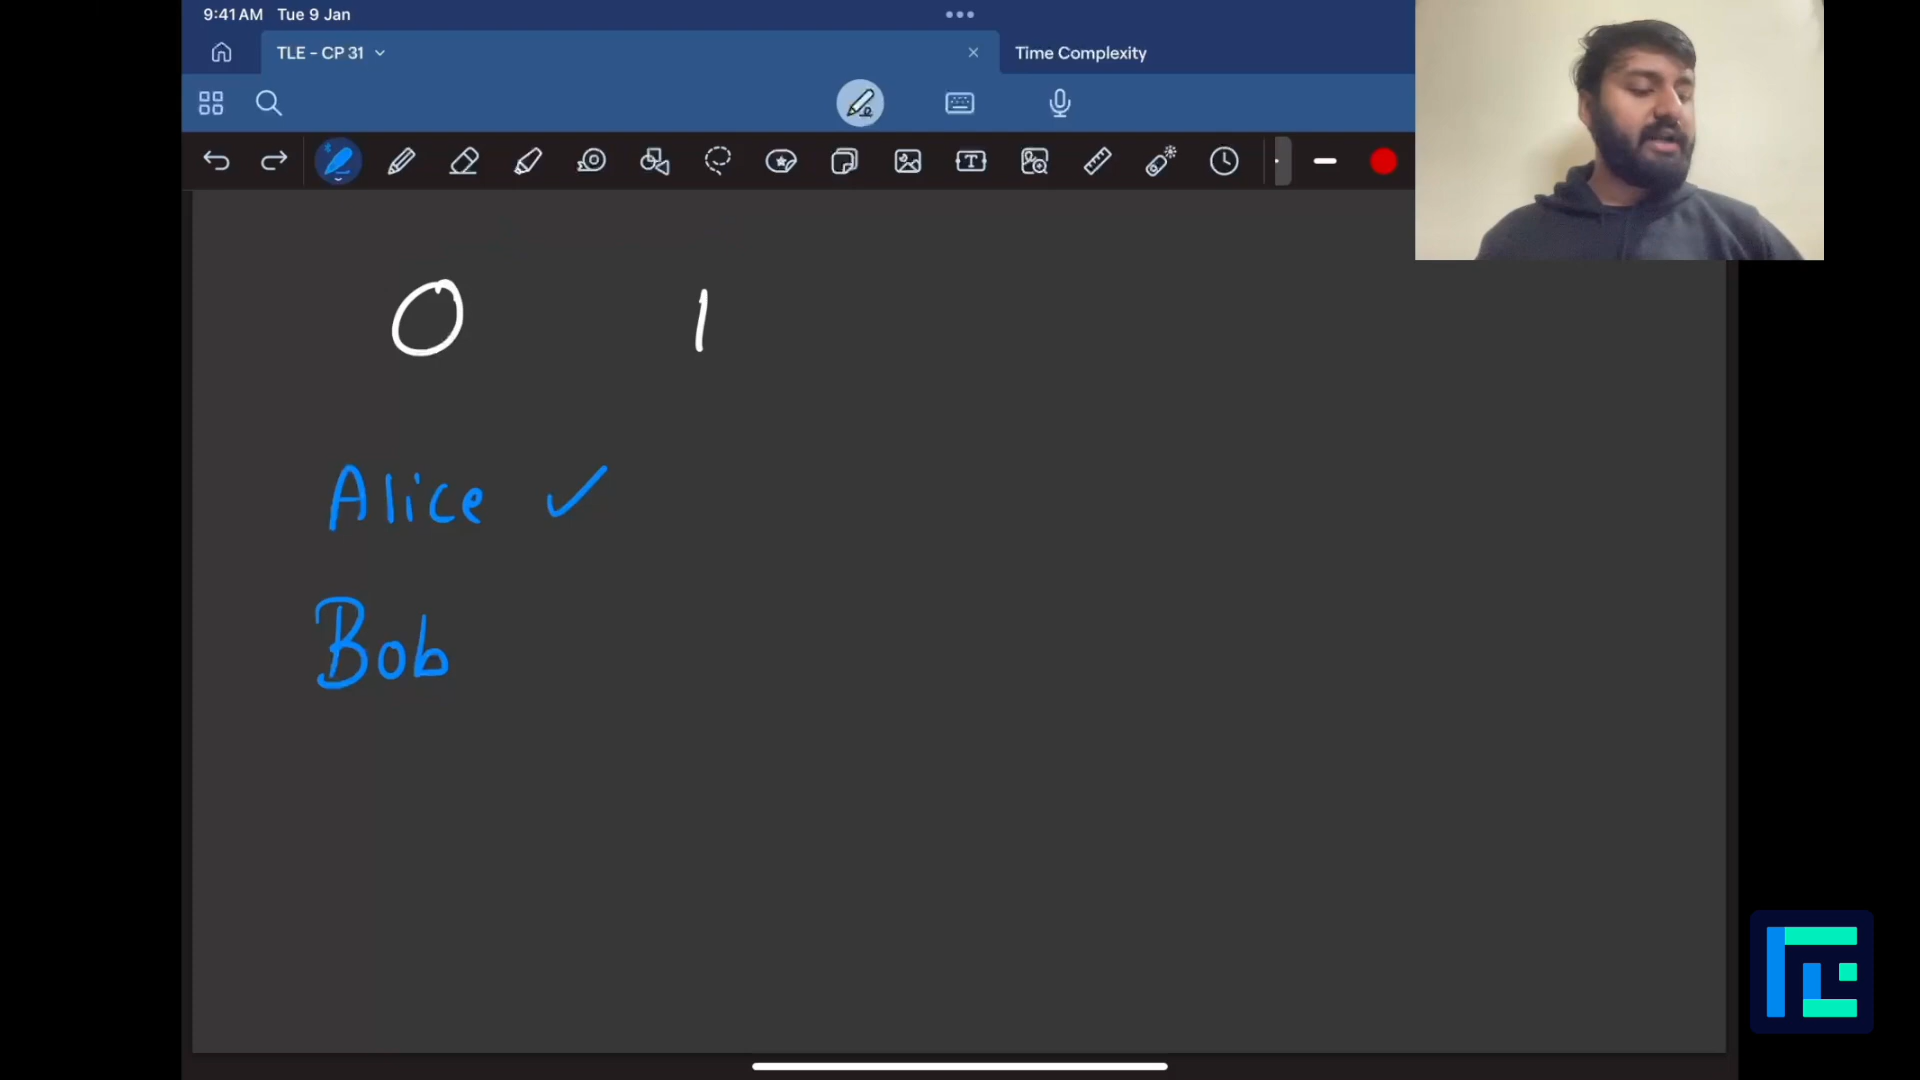 9:41 AM Tue 9 Jan
TLE - CP 31
Time Complexity
0 1
Alice ✓
Bob